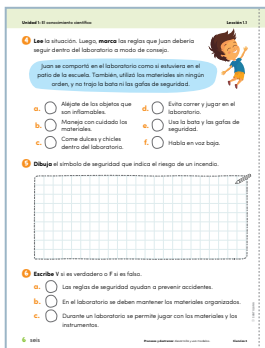 Unidad 1: El conocimiento científico
Lección 1.1
4 Lee la situación. Luego, marca las reglas que Juan debería
seguir dentro del laboratorio a modo de consejo.
Juan se comportó en el laboratorio como si estuviera en el
patio de la escuela. También, utilizó los materiales sin ningún
orden, y no trajo la bata ni las gafas de seguridad.
a. Aléjate de los objetos que
son inflamables.
b. Maneja con cuidado los
materiales.
c. Come dulces y chicles
dentro del laboratorio.
d. Evita correr y jugar en el
laboratorio.
e. Usa la bata y las gafas de
seguridad.
f. Habla en voz baja.
5 Dibuja el símbolo de seguridad que indica el riesgo de un incendio.
6 Escribe V si es verdadero o F si es falso.
a. Las reglas de seguridad ayudan a prevenir accidentes.
b. En el laboratorio se deben mantener los materiales organizados.
c. Durante un laboratorio se permite jugar con los materiales y los
instrumentos.
6 seis